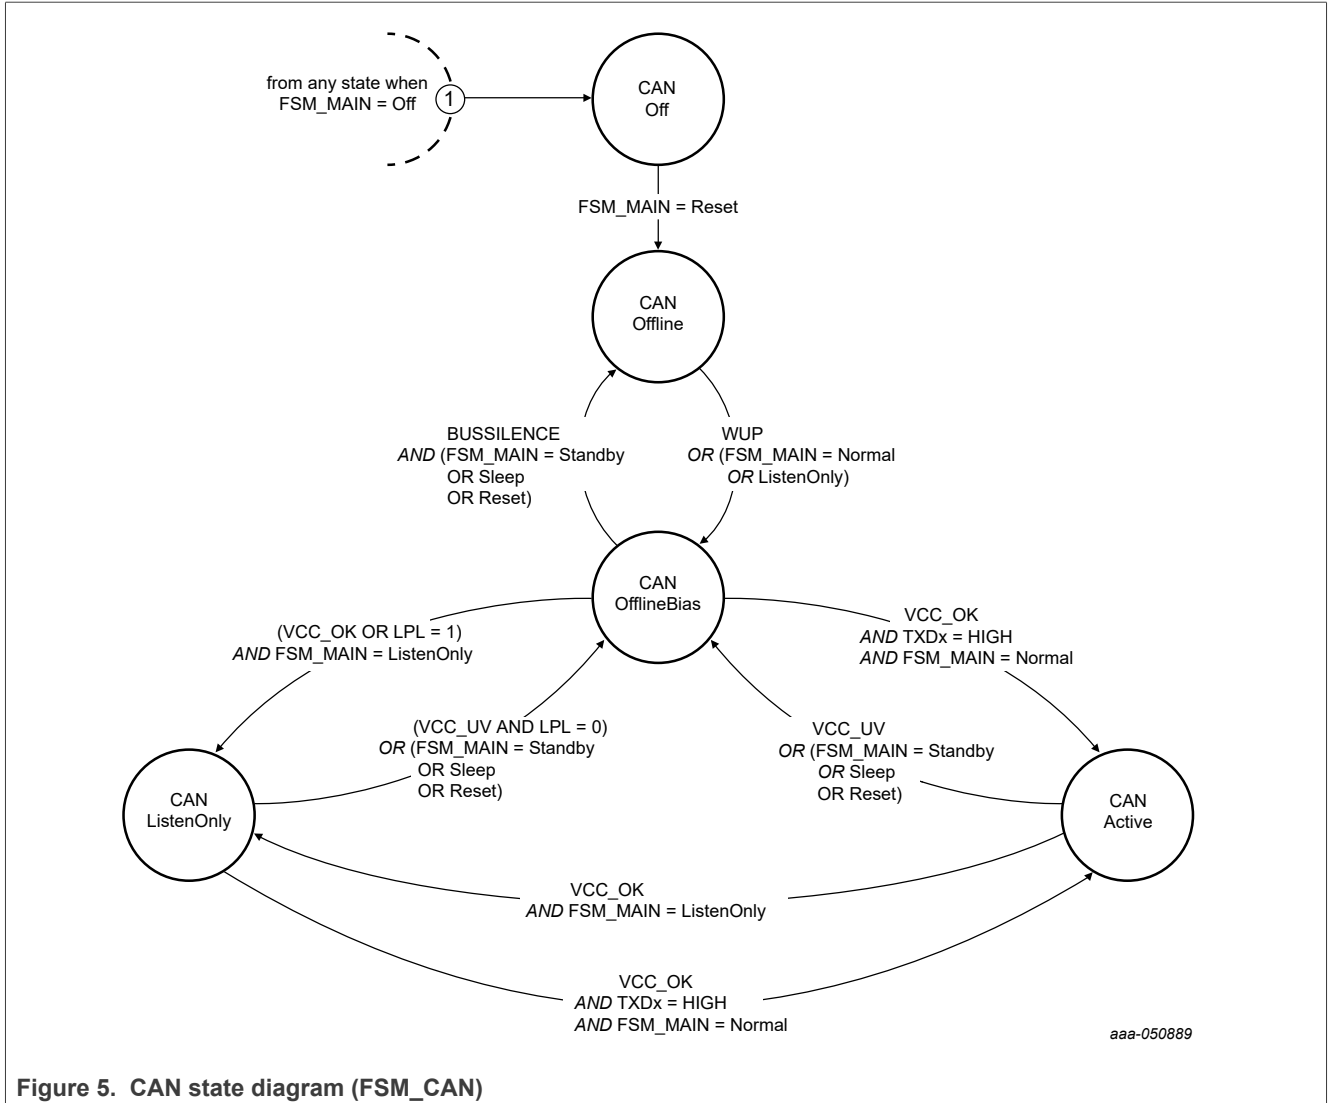 from any state when
FSM_MAIN = Off
1
CAN
Off
FSM_MAIN = Reset
CAN
Offline
BUSSILENCE
AND (FSM_MAIN = Standby
OR Sleep
OR Reset)
WUP
OR (FSM_MAIN = Normal
OR ListenOnly)
CAN
OfflineBias
(VCC_OK OR LPL = 1)
AND FSM_MAIN = ListenOnly
VCC_OK
AND TXDx = HIGH
AND FSM_MAIN = Normal
(VCC_UV AND LPL = 0)
OR (FSM_MAIN = Standby
OR Sleep
OR Reset)
VCC_UV
OR (FSM_MAIN = Standby
OR Sleep
OR Reset)
CAN
ListenOnly
CAN
Active
VCC_OK
AND FSM_MAIN = ListenOnly
VCC_OK
AND TXDx = HIGH
AND FSM_MAIN = Normal
aaa-050889
Figure 5. CAN state diagram (FSM_CAN)